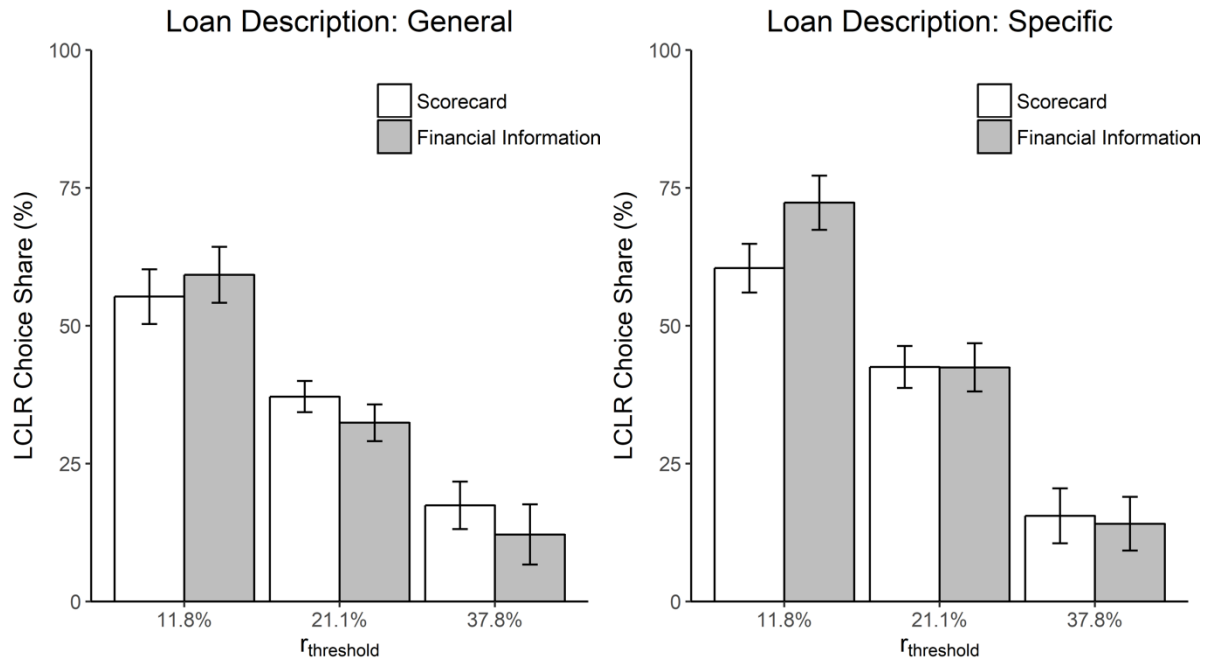 Loan Description: General
100
75
50
25
0
LCLR Choice Share (%)
Scorecard
Financial Information
11.8%
21.1%
37.8%
r_threshold
Loan Description: Specific
100
75
50
25
0
LCLR Choice Share (%)
Scorecard
Financial Information
11.8%
21.1%
37.8%
r_threshold